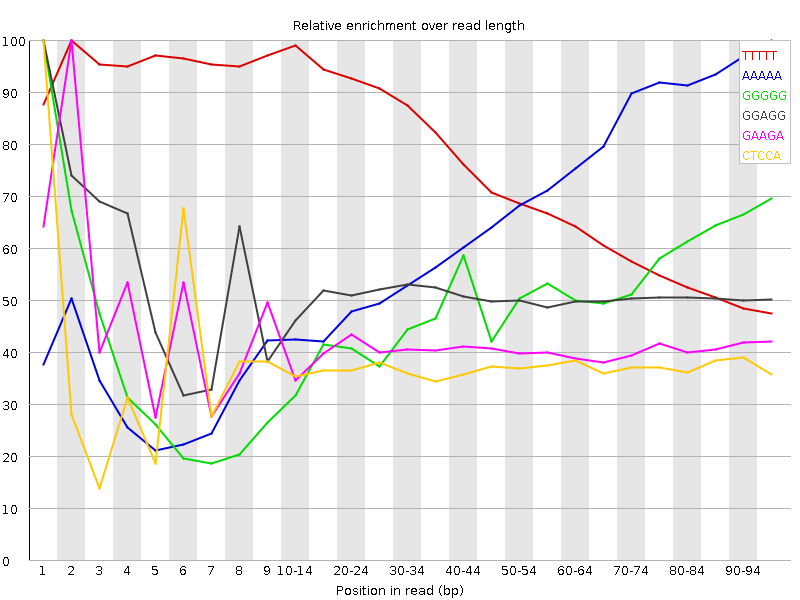 Relative enrichment over read length
100
90
80
70
60
50
40
30
20
10
0
TTTTT
AAAAA
GGGGG
GGAGG
GAAGA
CTCCA
1 2 3 4 5 6 7 8 9 10-14 20-24 30-34 40-44 50-54 60-64 70-74 80-84 90-94
Position in read (bp)